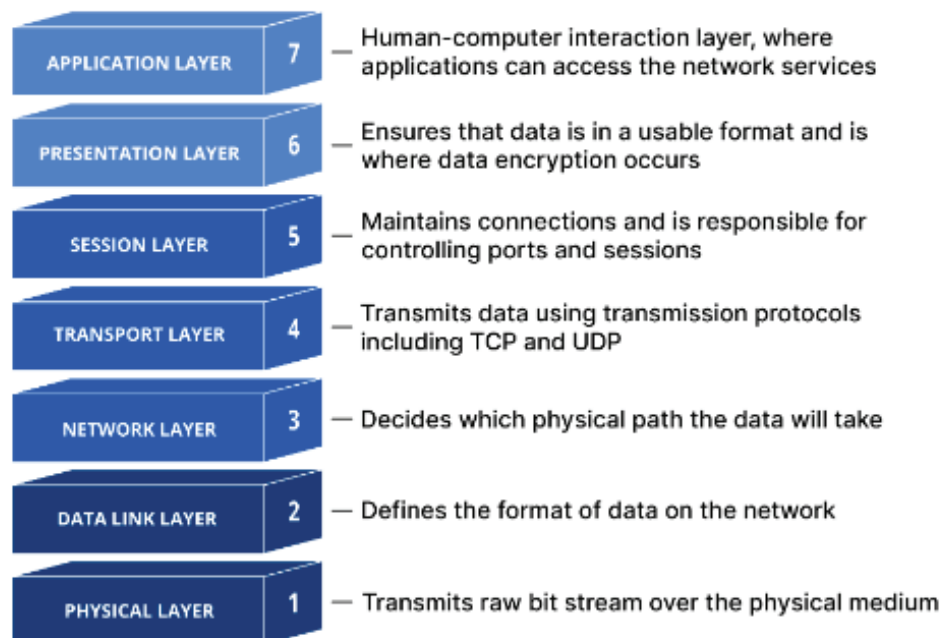 APPLICATION LAYER 7 — Human-computer interaction layer, where
applications can access the network services
PRESENTATION LAYER 6 — Ensures that data is in a usable format and is
where data encryption occurs
SESSION LAYER 5 — Maintains connections and is responsible for
controlling ports and sessions
TRANSPORT LAYER 4 — Transmits data using transmission protocols
including TCP and UDP
NETWORK LAYER 3 — Decides which physical path the data will take
DATA LINK LAYER 2 — Defines the format of data on the network
PHYSICAL LAYER 1 — Transmits raw bit stream over the physical medium